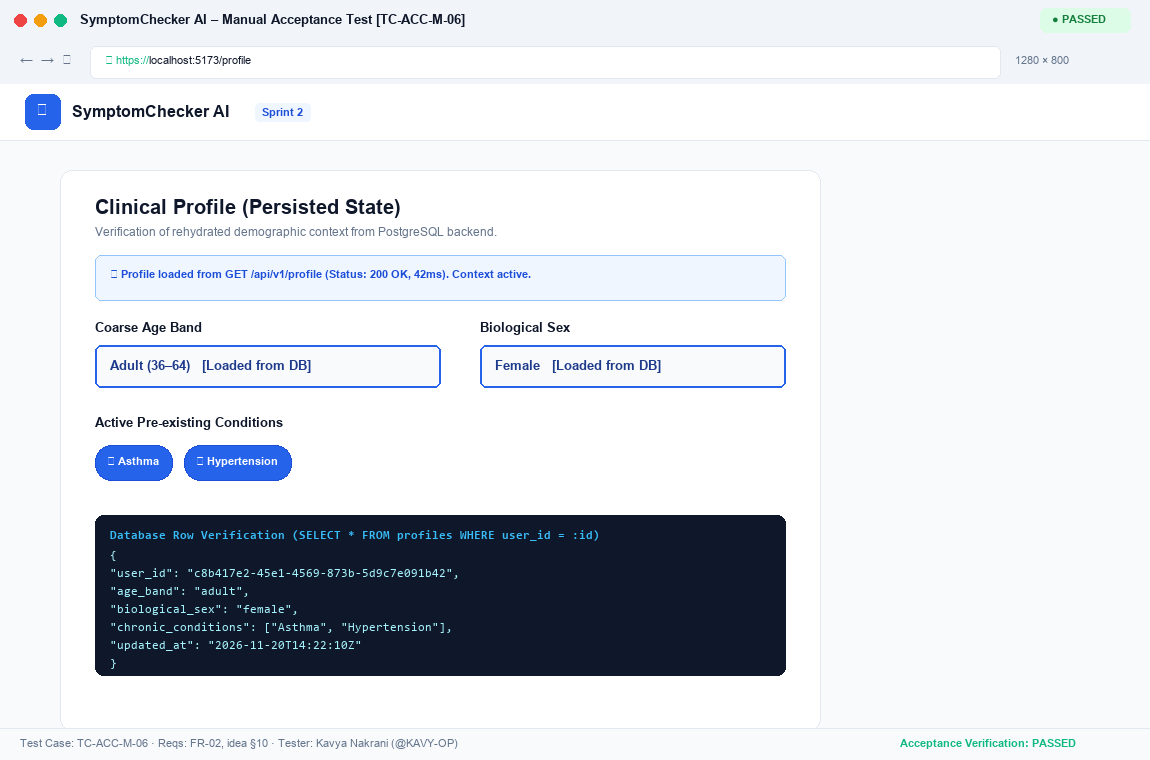 SymptomChecker AI – Manual Acceptance Test [TC-ACC-M-06]
● PASSED
← →
https://localhost:5173/profile
1280 × 800
SymptomChecker AI
Sprint 2
Clinical Profile (Persisted State)
Verification of rehydrated demographic context from PostgreSQL backend.
Profile loaded from GET /api/v1/profile (Status: 200 OK, 42ms). Context active.
Coarse Age Band
Biological Sex
Adult (36–64) [Loaded from DB]
Female [Loaded from DB]
Active Pre-existing Conditions
Asthma
Hypertension
Database Row Verification (SELECT * FROM profiles WHERE user_id = :id)
{
"user_id": "c8b417e2-45e1-4569-873b-5d9c7e091b42",
"age_band": "adult",
"biological_sex": "female",
"chronic_conditions": ["Asthma", "Hypertension"],
"updated_at": "2026-11-20T14:22:10Z"
}
Test Case: TC-ACC-M-06 · Reqs: FR-02, idea §10 · Tester: Kavya Nakrani (@KAVY-OP)
Acceptance Verification: PASSED